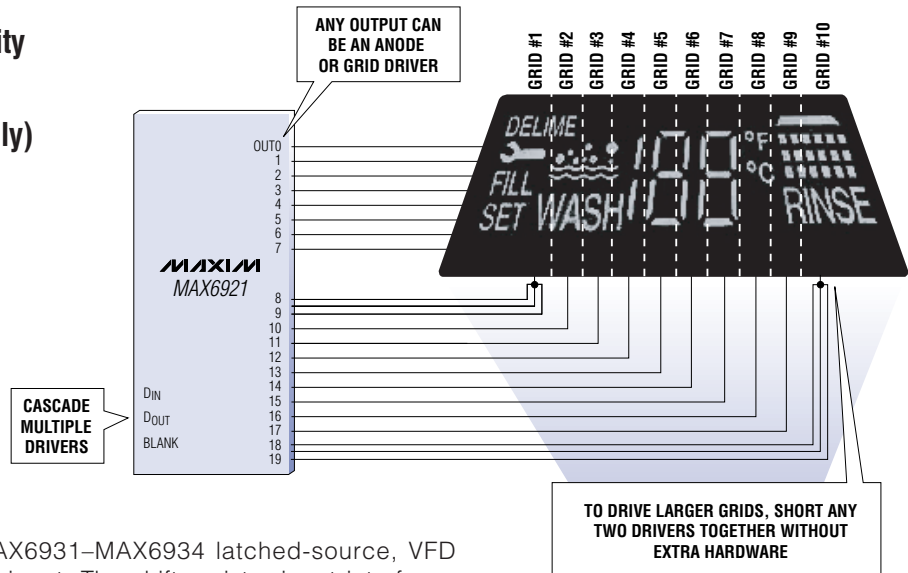 ity
ly)
ANY OUTPUT CAN
BE AN ANODE
OR GRID DRIVER
GRID #1
GRID #2
GRID #3
GRID #4
GRID #5
GRID #6
GRID #7
GRID #8
GRID #9
GRID #10
OUT0
1
2
3
4
5
6
7
MAXIM
MAX6921
8
9
10
11
12
13
14
15
16
17
18
19
DIN
DOUT
BLANK
CASCADE
MULTIPLE
DRIVERS
DELIME
FILL
SET WASH 188 °F
°C
RINSE
TO DRIVE LARGER GRIDS, SHORT ANY
TWO DRIVERS TOGETHER WITHOUT
EXTRA HARDWARE
AX6931–MAX6934 latched-source, VFD